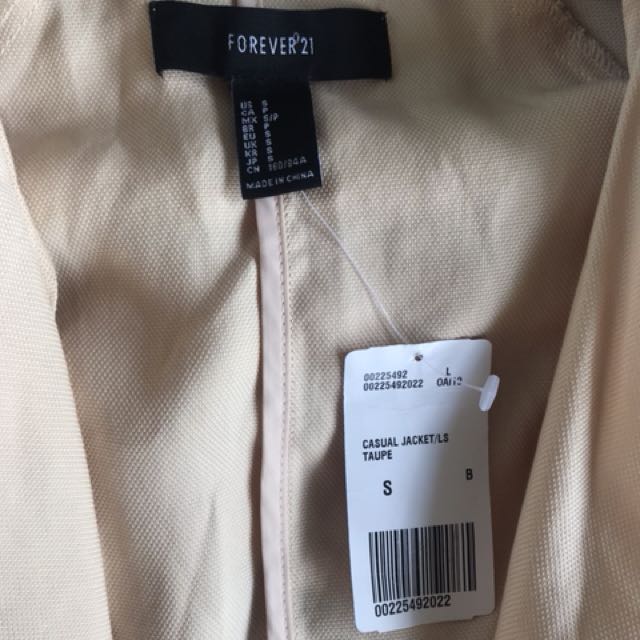 FOREVER 21
US S
CA P
MX S/P
BR P
EU S
UK S
KR S
JP S
CN 160/84A
MADE IN CHINA
00225492 L
00225492022
CASUAL JACKET/LS
TAUPE
S B
00225492022